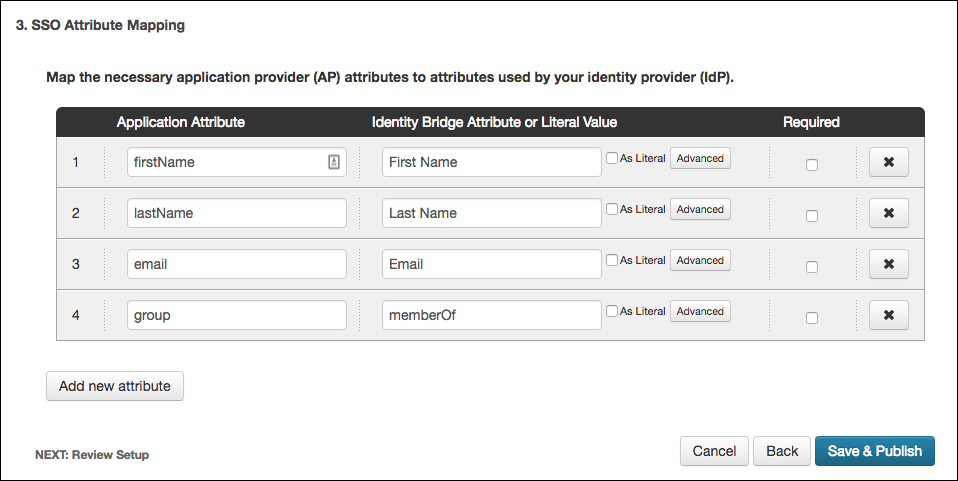 3. SSO Attribute Mapping
Map the necessary application provider (AP) attributes to attributes used by your identity provider (IdP).
Application Attribute Identity Bridge Attribute or Literal Value Required
1 firstName First Name As Literal Advanced
2 lastName Last Name As Literal Advanced
3 email Email As Literal Advanced
4 group memberOf As Literal Advanced
Add new attribute
NEXT: Review Setup Cancel Back Save & Publish